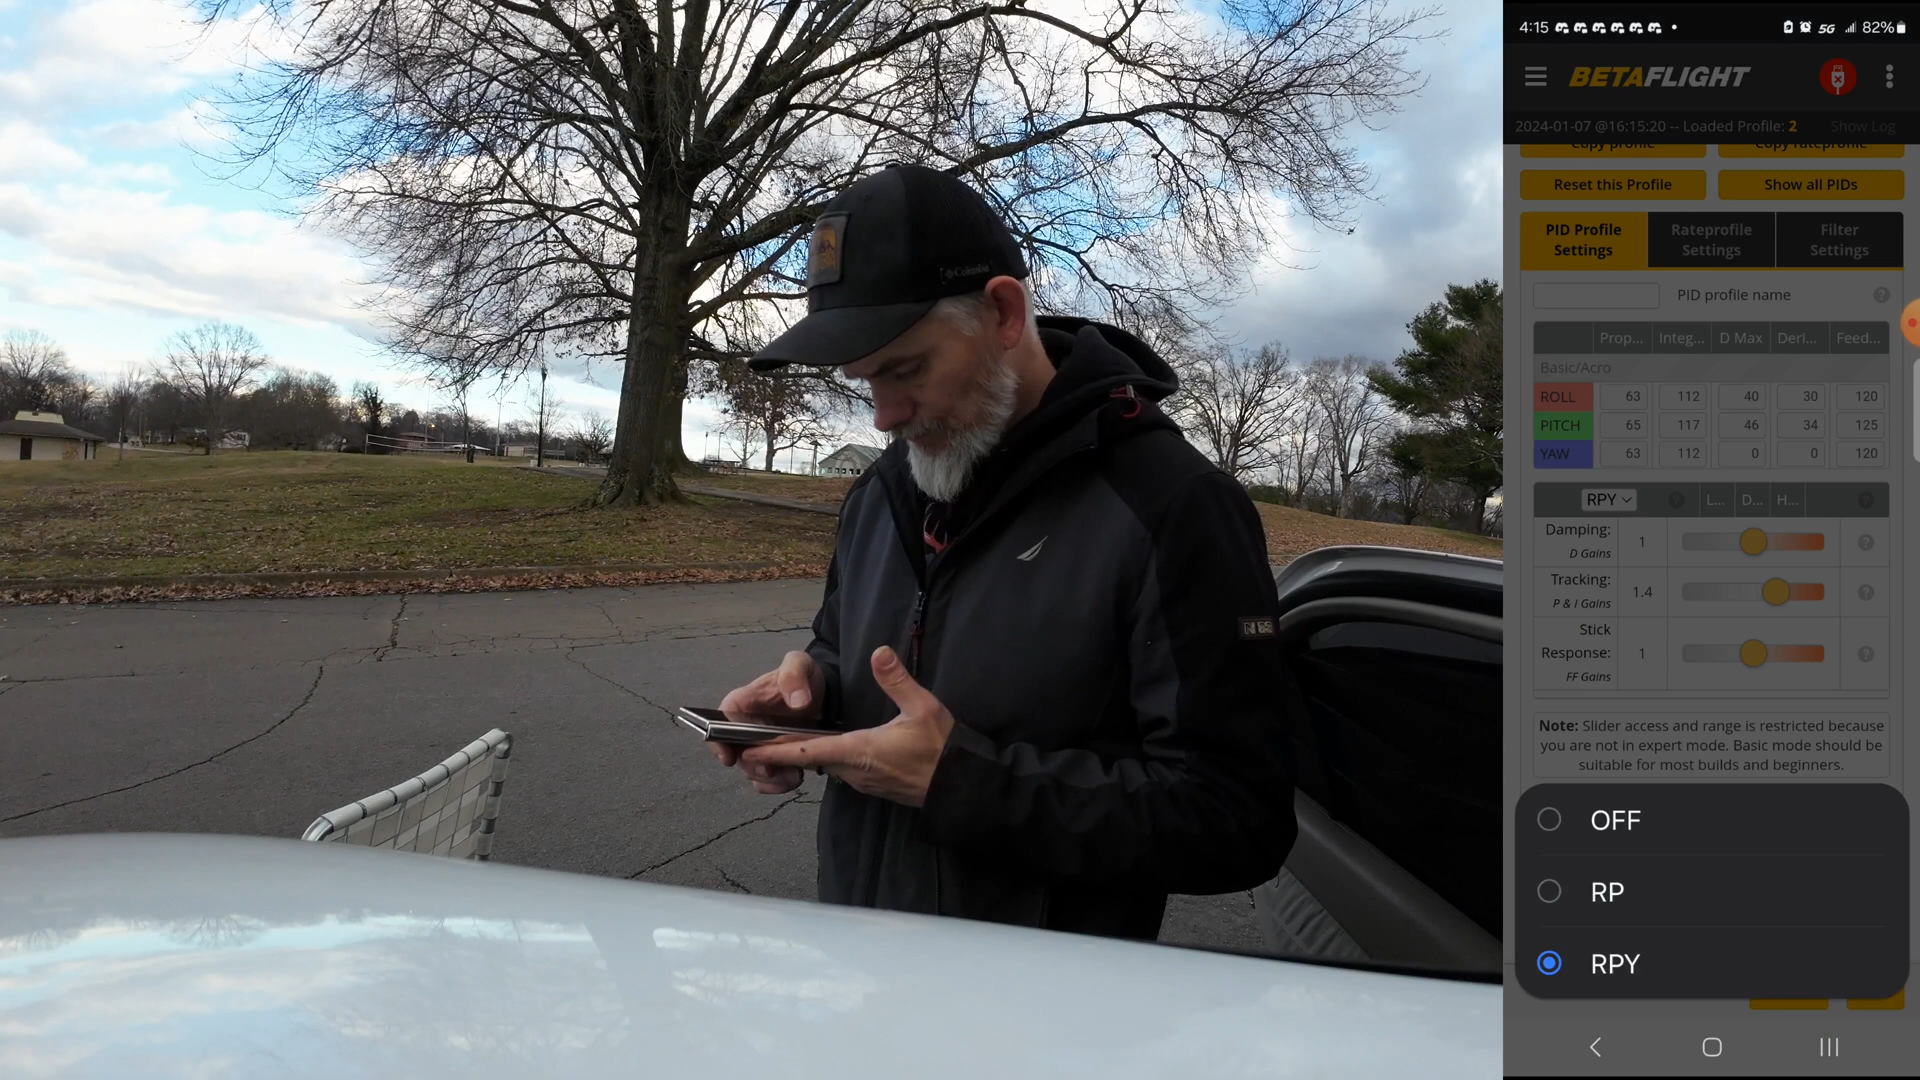 Columbia
4:15
5G
82%
BETAFLIGHT
2024-01-07 @16:15:20 -- Loaded Profile: 2
Show Log
Copy profile
Copy rateprofile
Reset this Profile
Show all PIDs
PID Profile Settings
Rateprofile Settings
Filter Settings
PID profile name
Prop... Integ... D Max Deri... Feed...
Basic/Acro
ROLL 63 112 40 30 120
PITCH 65 117 46 34 125
YAW 63 112 0 0 120
RPY L... D... H...
Damping:
D Gains
1
Tracking:
P & I Gains
1.4
Stick
Response:
FF Gains
1
Note: Slider access and range is restricted because
you are not in expert mode. Basic mode should be
suitable for most builds and beginners.
OFF
RP
RPY